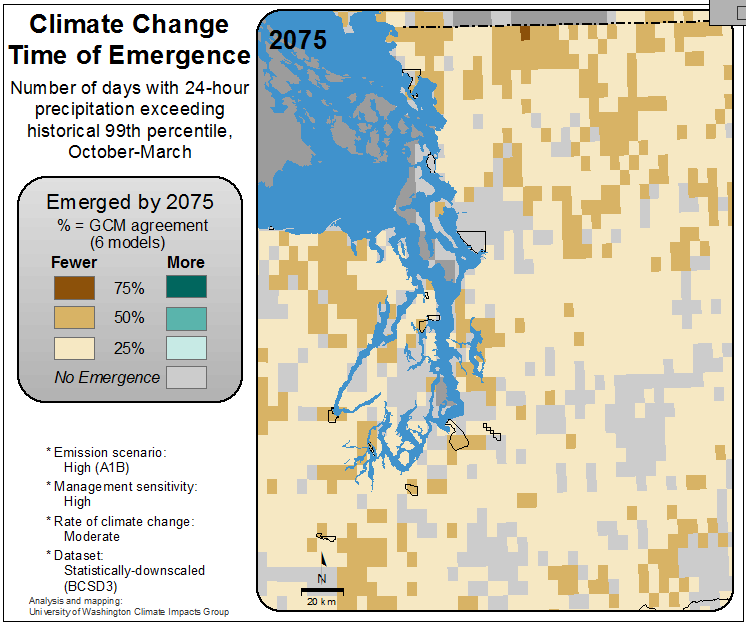 Climate Change
Time of Emergence
Number of days with 24-hour
precipitation exceeding
historical 99th percentile,
October-March
Emerged by 2075
% = GCM agreement
(6 models)
Fewer More
75%
50%
25%
No Emergence
* Emission scenario:
High (A1B)
* Management sensitivity:
High
* Rate of climate change:
Moderate
* Dataset:
Statistically-downscaled
(BCSD3)
Analysis and mapping:
University of Washington Climate Impacts Group
2075
N
20 km